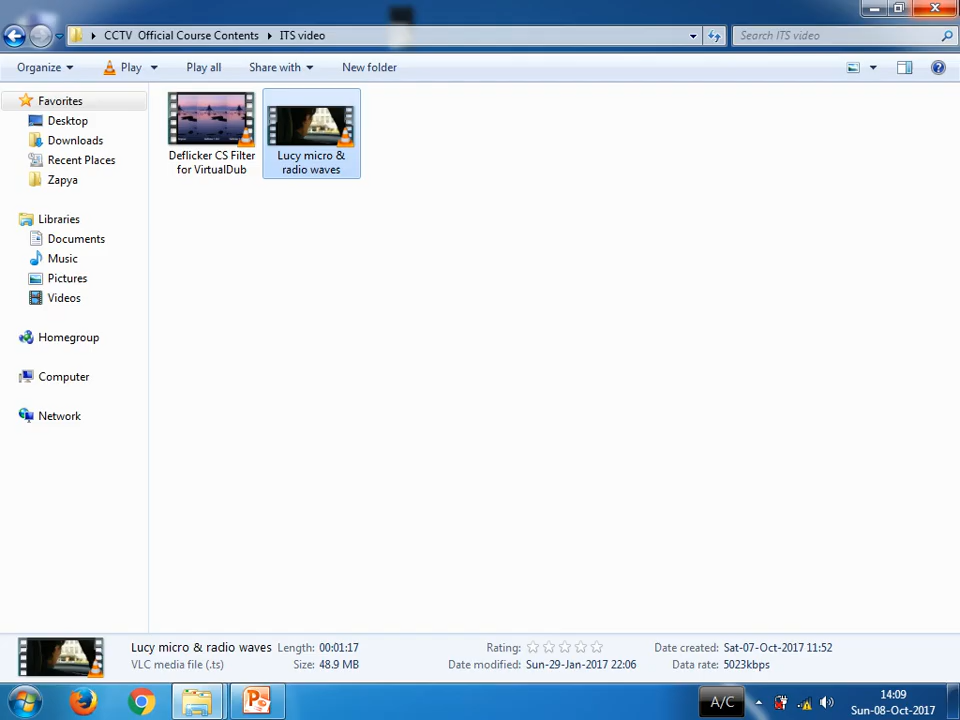 CCTV Official Course Contents ITS video
Search ITS video
Organize Play Play all Share with New folder
Favorites
Desktop
Downloads
Recent Places
Zapya
Libraries
Documents
Music
Pictures
Videos
Homegroup
Computer
Network
Deflicker CS Filter
for VirtualDub
Lucy micro &
radio waves
Lucy micro & radio waves Length: 00:01:17 Rating: Date created: Sat-07-Oct-2017 11:52
VLC media file (.ts) Size: 48.9 MB Date modified: Sun-29-Jan-2017 22:06 Data rate: 5023kbps
A/C
14:09
Sun-08-Oct-2017